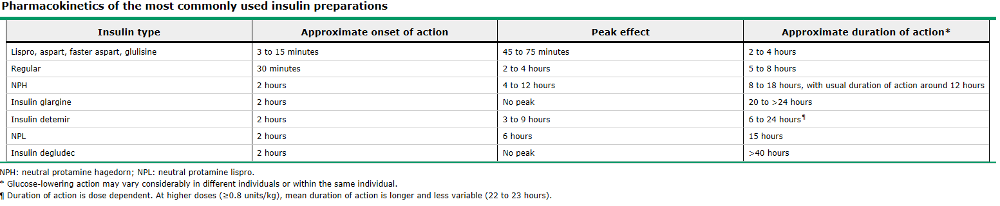 Pharmacokinetics of the most commonly used insulin preparations
Insulin type Approximate onset of action Peak effect Approximate duration of action*
Lispro, aspart, faster aspart, glulisine 3 to 15 minutes 45 to 75 minutes 2 to 4 hours
Regular 30 minutes 2 to 4 hours 5 to 8 hours
NPH 2 hours 4 to 12 hours 8 to 18 hours, with usual duration of action around 12 hours
Insulin glargine 2 hours No peak 20 to >24 hours
Insulin detemir 2 hours 3 to 9 hours 6 to 24 hours¶
NPL 2 hours 6 hours 15 hours
Insulin degludec 2 hours No peak >40 hours
NPH: neutral protamine hagedorn; NPL: neutral protamine lispro.
* Glucose-lowering action may vary considerably in different individuals or within the same individual.
¶ Duration of action is dose dependent. At higher doses (≥0.8 units/kg), mean duration of action is longer and less variable (22 to 23 hours).